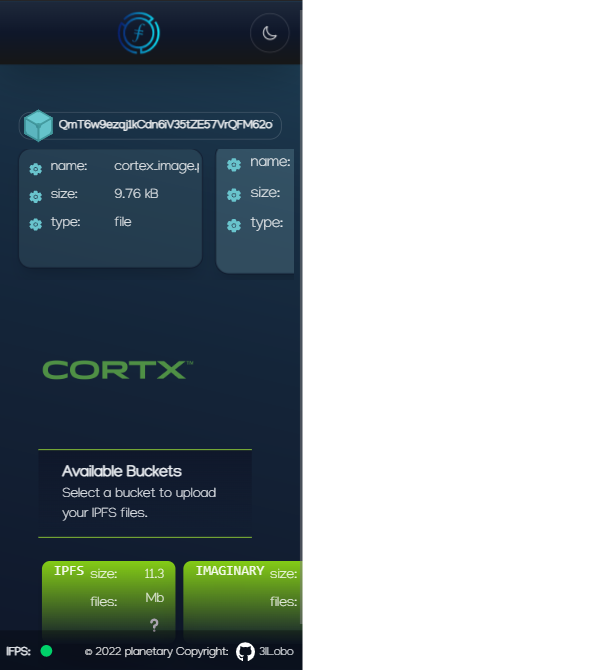 QmT6w9ezqj1kCdn6iV35tZE57VrQFM62o
name: cortex_image.p
size: 9.76 kB
type: file
name:
size:
type:
CORTX™
Available Buckets
Select a bucket to upload
your IPFS files.
IPFS size: 11.3 Mb
files: ?
IMAGINARY size:
files:
IFPS: © 2022 planetary Copyright: 3llLobo